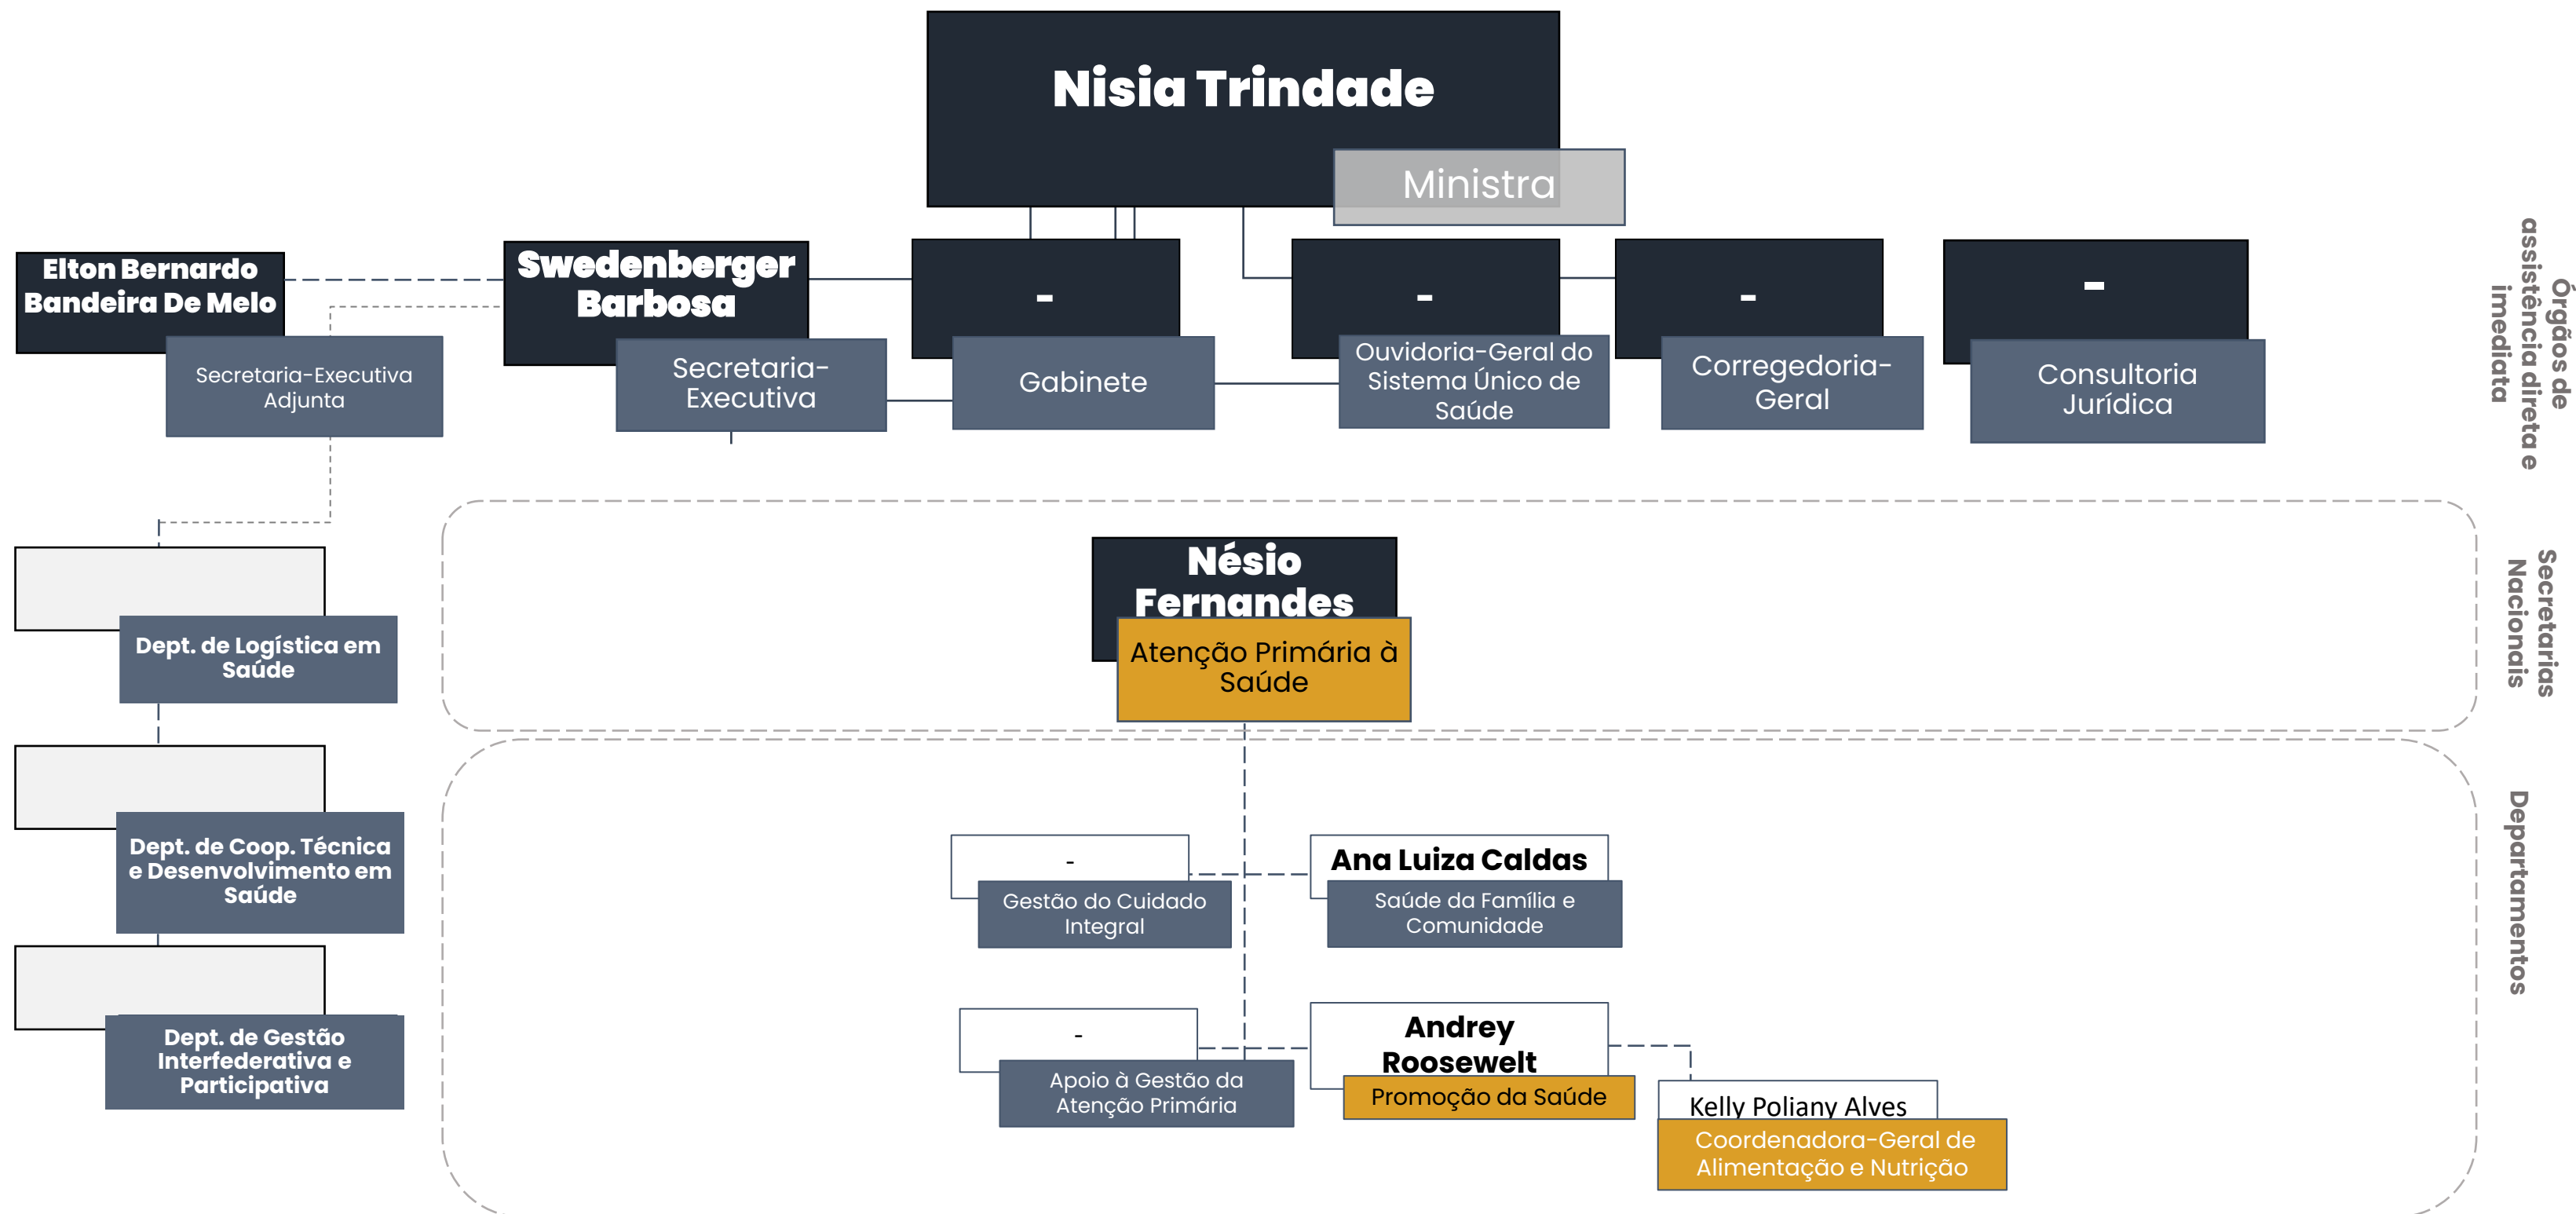 Nisia Trindade
Ministra
Elton Bernardo
Bandeira De Melo
Secretaria-Executiva
Adjunta
Swedenberger
Barbosa
Secretaria-
Executiva
-
Gabinete
-
Ouvidoria-Geral do
Sistema Único de
Saúde
-
Corregedoria-
Geral
-
Consultoria
Jurídica
Órgãos de
assistência direta e
imediata
Nésio
Fernandes
Atenção Primária à
Saúde
Secretarias
Nacionais
Dept. de Logística em
Saúde
Dept. de Coop. Técnica
e Desenvolvimento em
Saúde
Dept. de Gestão
Interfederativa e
Participativa
-
Gestão do Cuidado
Integral
Ana Luiza Caldas
Saúde da Família e
Comunidade
-
Apoio à Gestão da
Atenção Primária
Andrey
Roosewelt
Promoção da Saúde
Kelly Poliany Alves
Coordenadora-Geral de
Alimentação e Nutrição
Departamentos